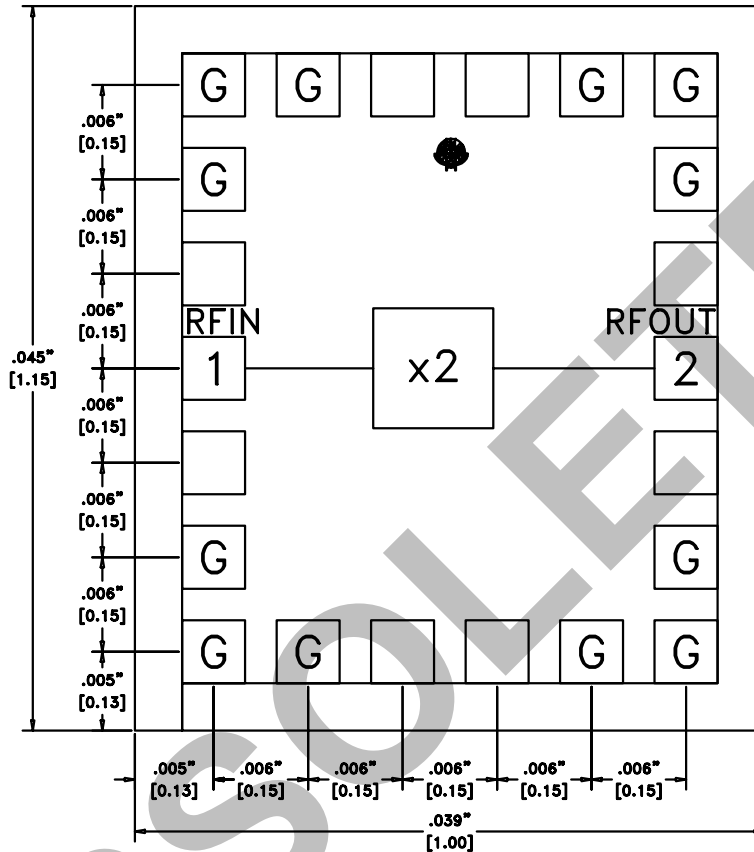 G G G G
.006"
[0.15]
G G
.006"
[0.15]
.006"
[0.15]
RFIN RFOUT
.045"
[1.15]
1 x2 2
.006"
[0.15]
.006"
[0.15]
G G
.006"
[0.15]
G G G G
.005"
[0.13]
.005" .006" .006" .006" .006" .006"
[0.13] [0.15] [0.15] [0.15] [0.15] [0.15]
.039"
[1.00]
SOLET